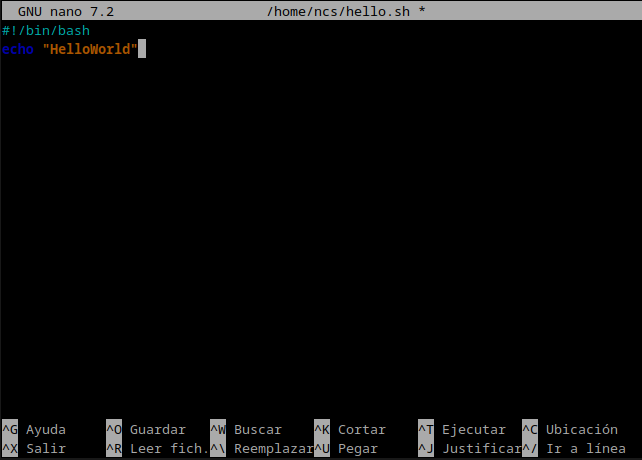 GNU nano 7.2 /home/ncs/hello.sh *
#!/bin/bash
echo "HelloWorld"
^G Ayuda ^O Guardar ^W Buscar ^K Cortar ^T Ejecutar ^C Ubicación
^X Salir ^R Leer fich. ^\ Reemplazar ^U Pegar ^J Justificar ^/ Ir a línea